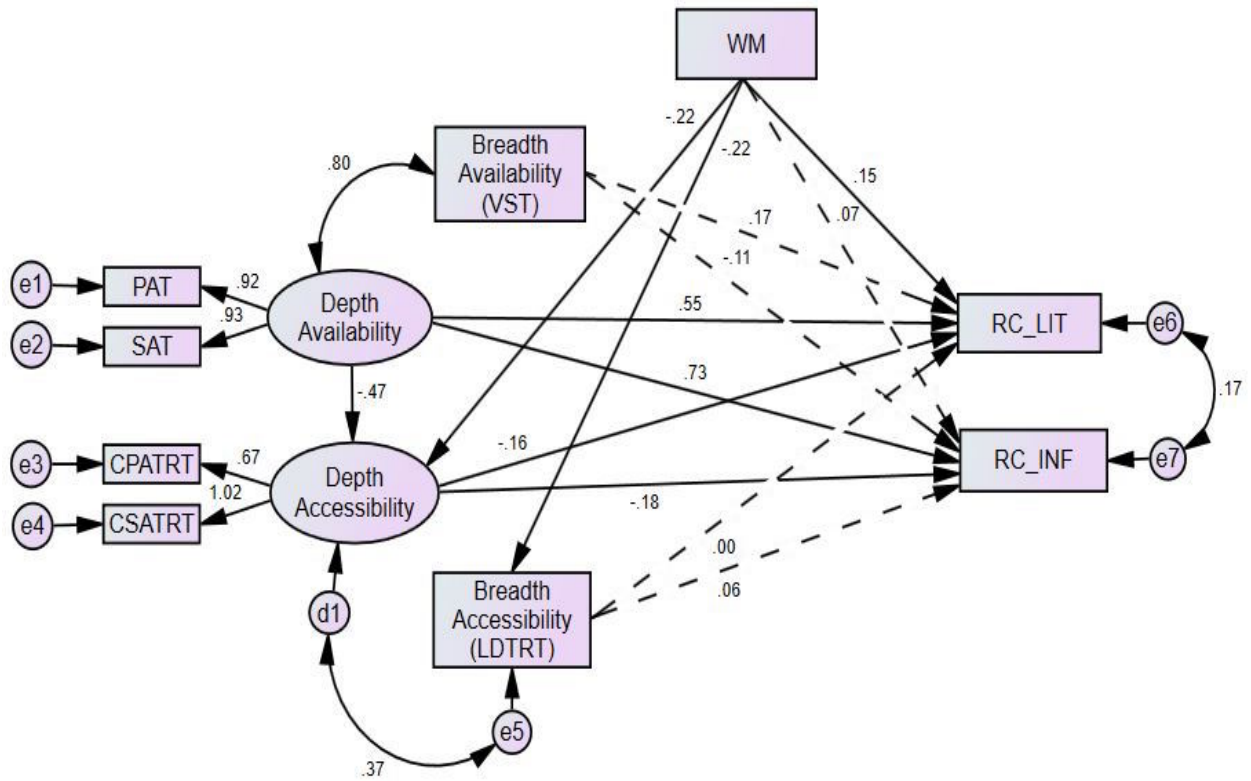 WM
-.22
-.22
.15
.07
Breadth
Availability
(VST)
.80
.17
-.11
e1
PAT
.92
e2
SAT
.93
Depth
Availability
.55
.73
RC_LIT
e6
.17
-.47
e3
CPATRT
.67
e4
CSATRT
1.02
Depth
Accessibility
-.16
-.18
RC_INF
e7
.00
.06
Breadth
Accessibility
(LDTRT)
d1
e5
.37